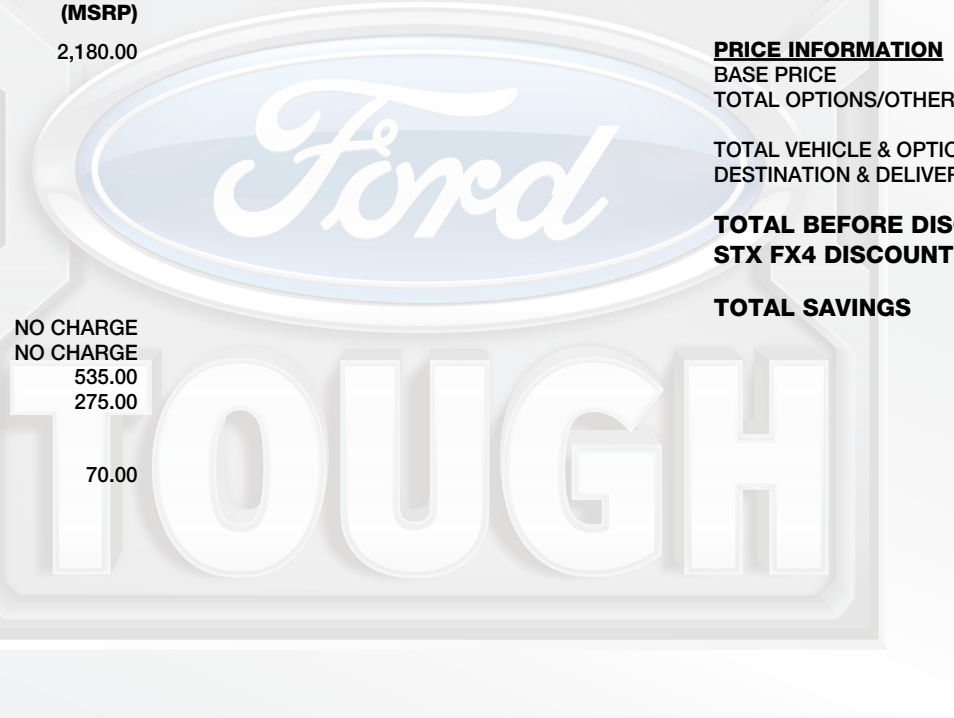 (MSRP)
2,180.00
NO CHARGE
NO CHARGE
535.00
275.00
70.00
Ford
TOUGH
PRICE INFORMATION
BASE PRICE
TOTAL OPTIONS/OTHER
TOTAL VEHICLE & OPTIO
DESTINATION & DELIVER
TOTAL BEFORE DIS
STX FX4 DISCOUNT
TOTAL SAVINGS